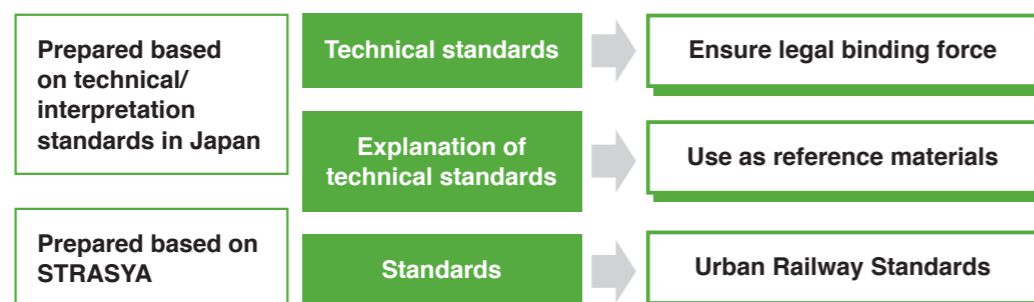 Prepared based
on technical/
interpretation
standards in Japan
Technical standards
Ensure legal binding force
Explanation of
technical standards
Use as reference materials
Prepared based on
STRASYA
Standards
Urban Railway Standards